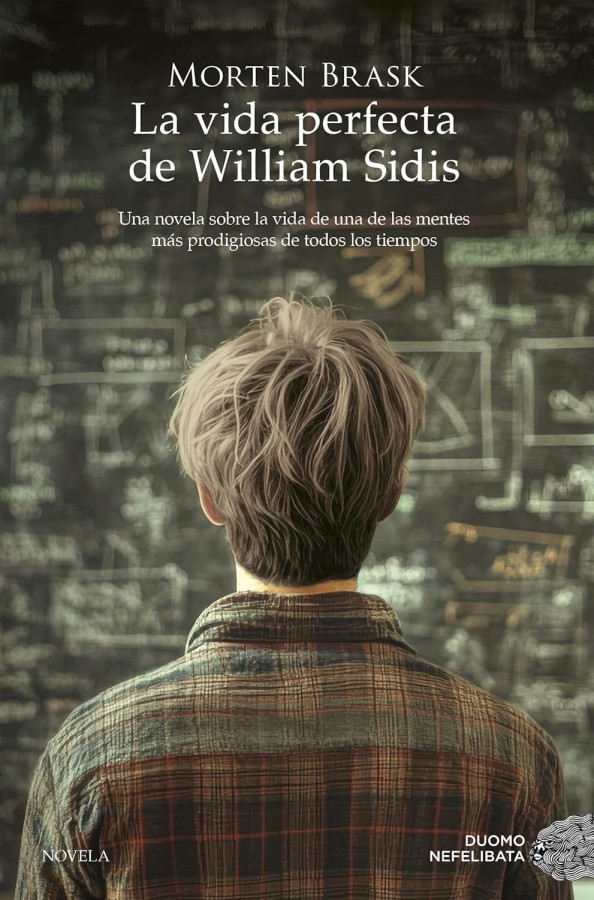 MORTEN BRASK
La vida perfecta
de William Sidis
Una novela sobre la vida de una de las mentes
más prodigiosas de todos los tiempos
NOVELA
DUOMO
NEFELIBATA